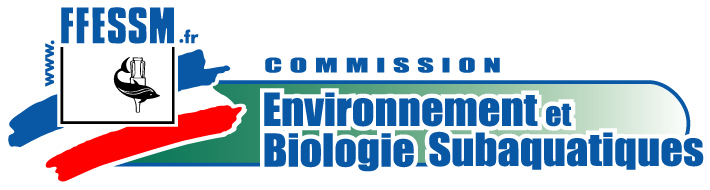 www.FFESSM.fr
COMMISSION
Environnement et
Biologie Subaquatiques